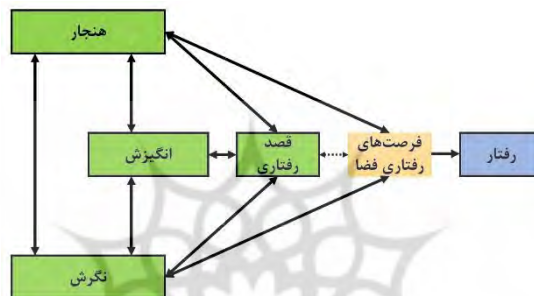 هنجار
انگیزش
قصد
رفتاری
فرصت‌های
رفتاری فضا
رفتار
نگرش